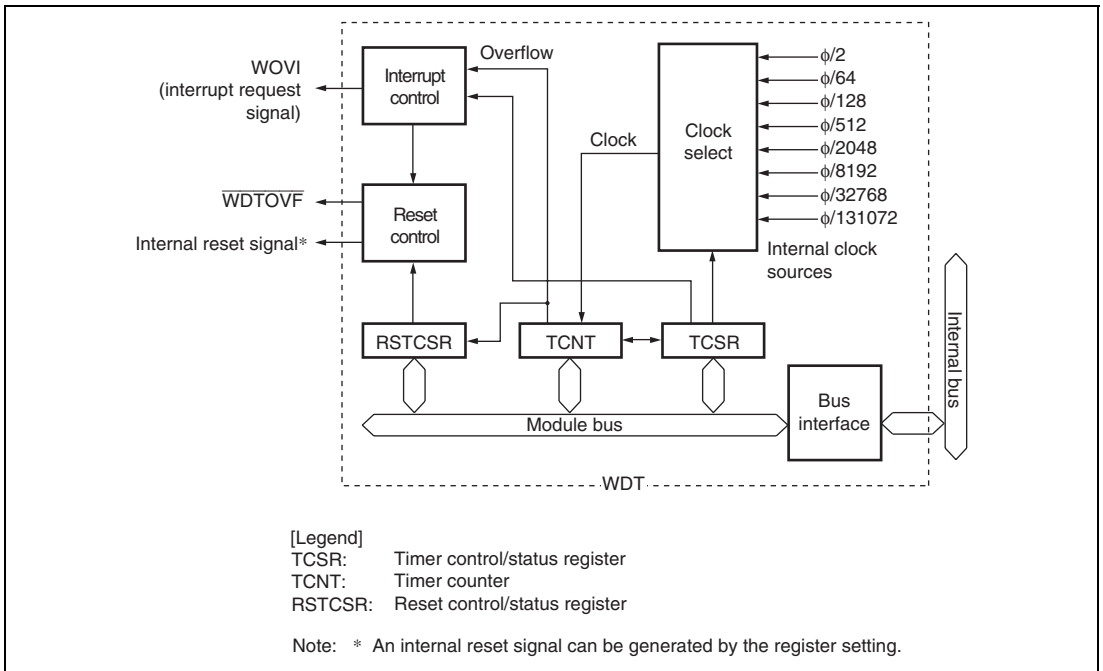 WOVI
(interrupt request
signal)
Interrupt
control
Overflow
Clock
Clock
select
ϕ/2
ϕ/64
ϕ/128
ϕ/512
ϕ/2048
ϕ/8192
ϕ/32768
ϕ/131072
Internal clock
sources
WDTOVF
Internal reset signal*
Reset
control
RSTCSR
TCNT
TCSR
Module bus
Bus
interface
Internal bus
WDT
[Legend]
TCSR: Timer control/status register
TCNT: Timer counter
RSTCSR: Reset control/status register
Note: * An internal reset signal can be generated by the register setting.